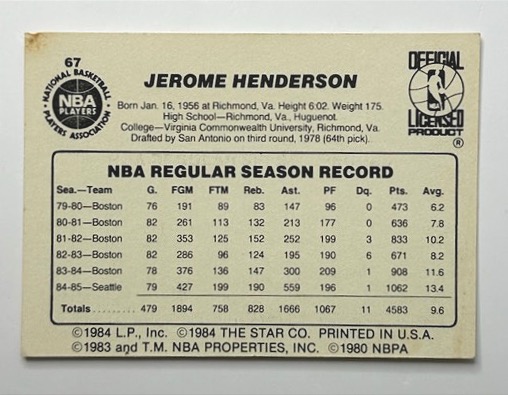 67
NATIONAL BASKETBALL
NBA
PLAYERS
PLAYERS ASSOCIATION
JEROME HENDERSON
OFFICIAL
NBA
LICENSED
PRODUCT
®
Born Jan. 16, 1956 at Richmond, Va. Height 6:02. Weight 175.
High School—Richmond, Va., Huguenot.
College—Virginia Commonwealth University, Richmond, Va.
Drafted by San Antonio on third round, 1978 (64th pick).
NBA REGULAR SEASON RECORD
Sea.—Team G. FGM FTM Reb. Ast. PF Dq. Pts. Avg.
79-80—Boston 76 191 89 83 147 96 0 473 6.2
80-81—Boston 82 261 113 132 213 177 0 636 7.8
81-82—Boston 82 353 125 152 252 199 3 833 10.2
82-83—Boston 82 286 96 124 195 190 6 671 8.2
83-84—Boston 78 376 136 147 300 209 1 908 11.6
84-85—Seattle 79 427 199 190 559 196 1 1062 13.4
Totals.......... 479 1894 758 828 1666 1067 11 4583 9.6
©1984 L.P., Inc. ©1984 THE STAR CO. PRINTED IN U.S.A.
©1983 and T.M. NBA PROPERTIES, INC. ©1980 NBPA